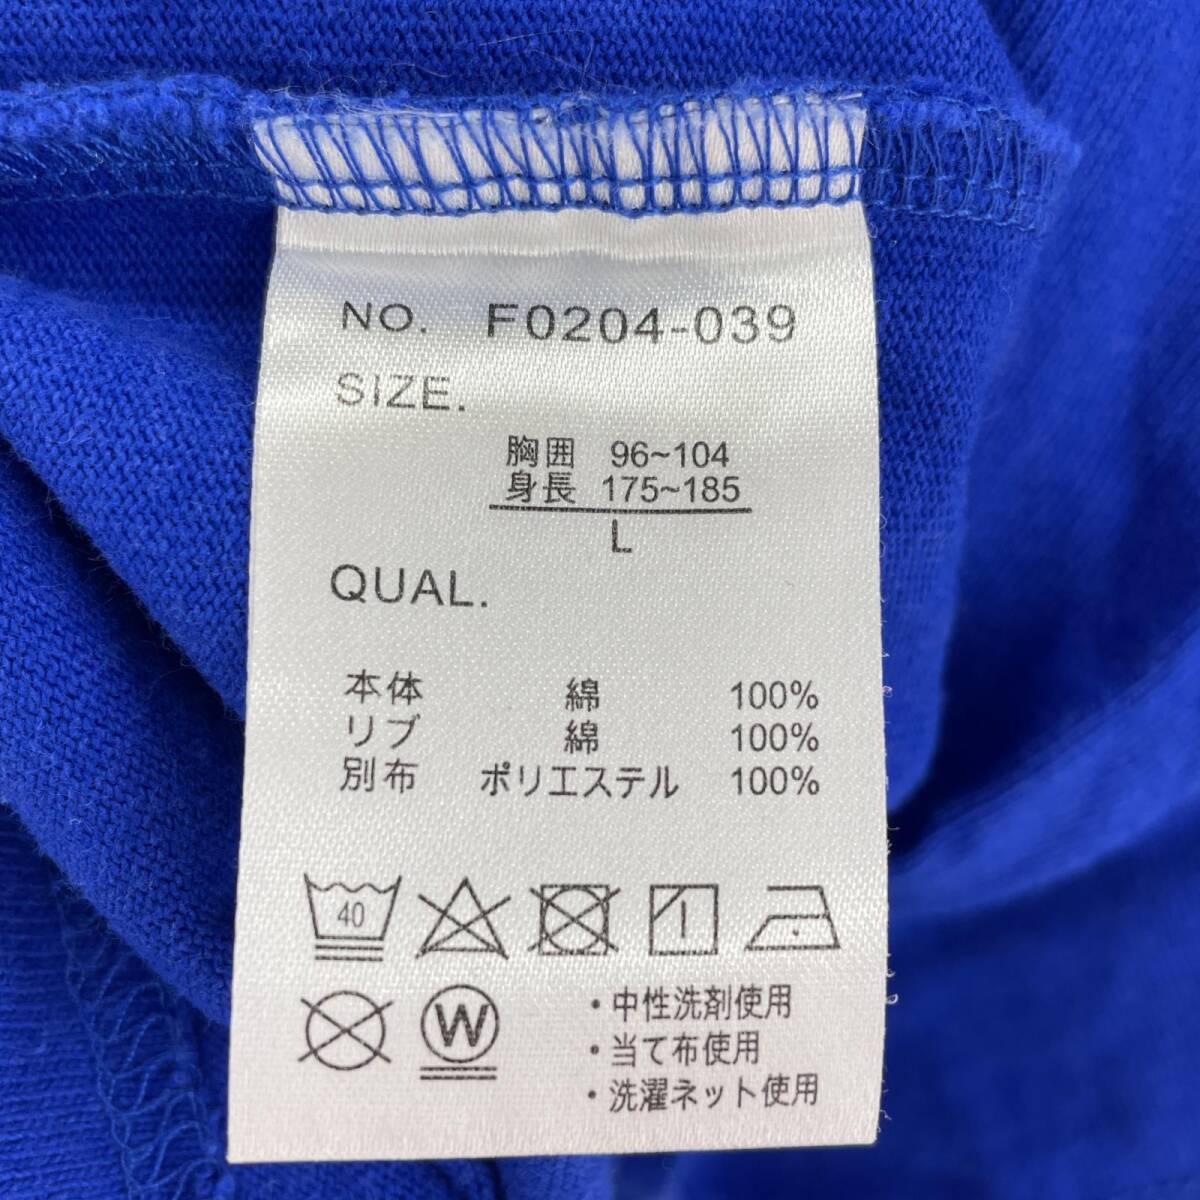 NO. F0204-039
SIZE.
胸囲 96~104
身長 175~185
L
QUAL.
本体 綿 100%
リブ 綿 100%
別布 ポリエステル 100%
40
W
・中性洗剤使用
・当て布使用
・洗濯ネット使用